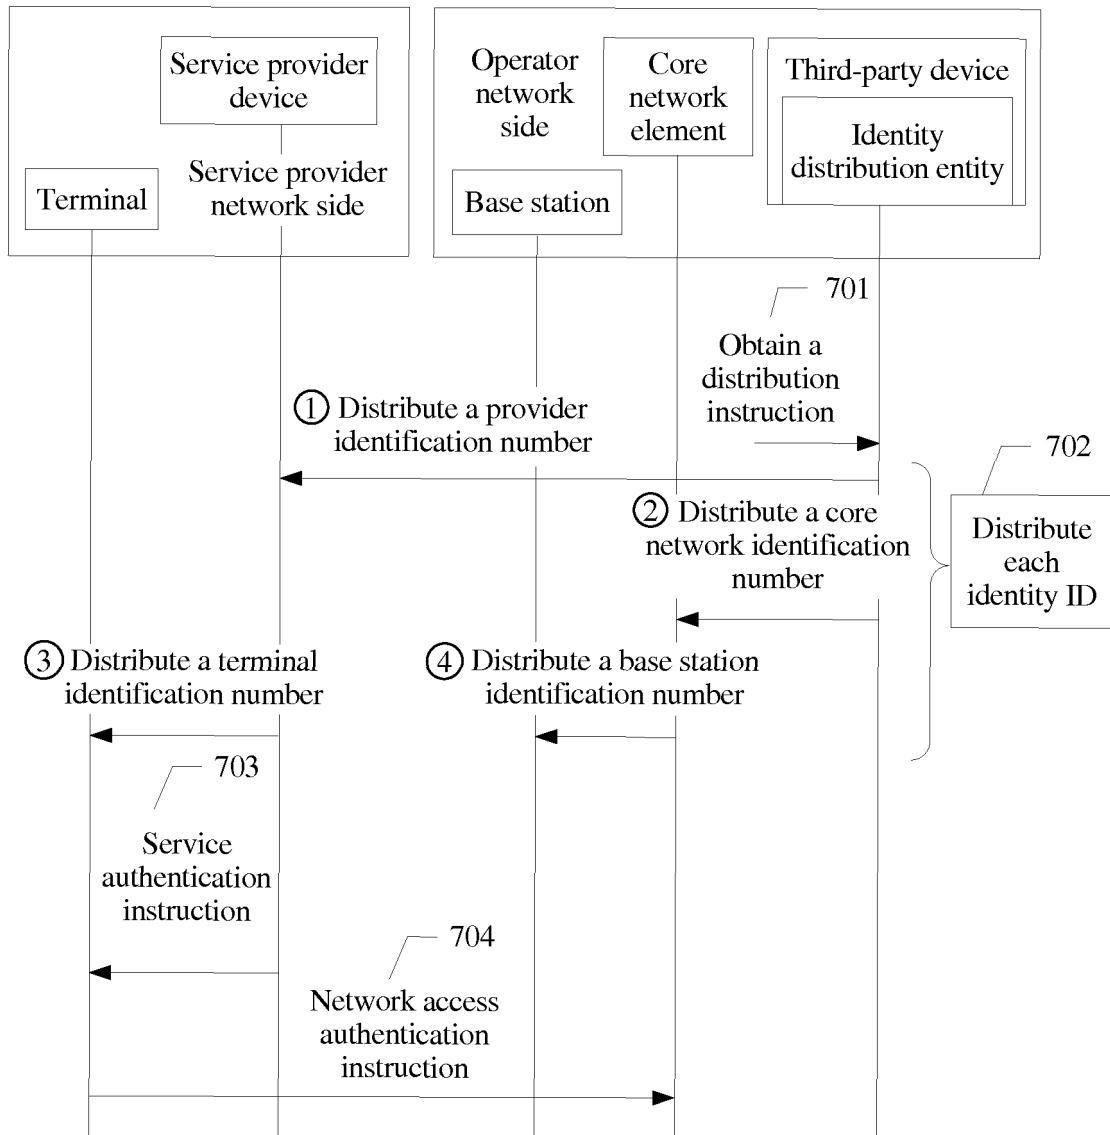 Service provider
device
Service provider
network side
Terminal
Operator
network
side
Core
network
element
Third-party device
Identity
distribution entity
Base station
701
Obtain a
distribution
instruction
① Distribute a provider
identification number
702
Distribute
each
identity ID
② Distribute a core
network identification
number
③ Distribute a terminal
identification number
④ Distribute a base station
identification number
703
Service
authentication
instruction
704
Network access
authentication
instruction